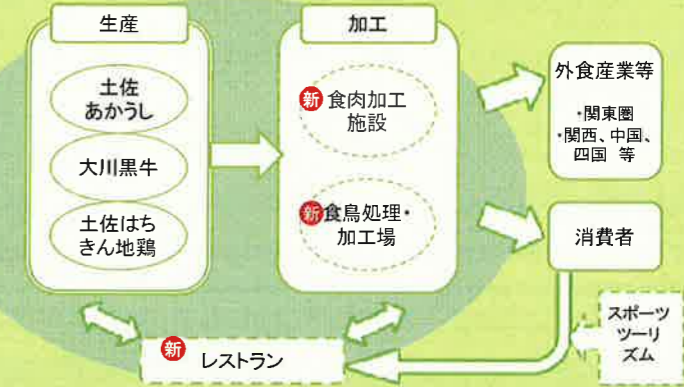 生産
土佐
あかうし
大川黒牛
土佐はち
きん地鶏
加工
新 食肉加工
施設
新 食鳥処理・
加工場
外食産業等
・関東圏
・関西、中国、
四国 等
消費者
新 レストラン
スポーツ
ツーリ
ズム